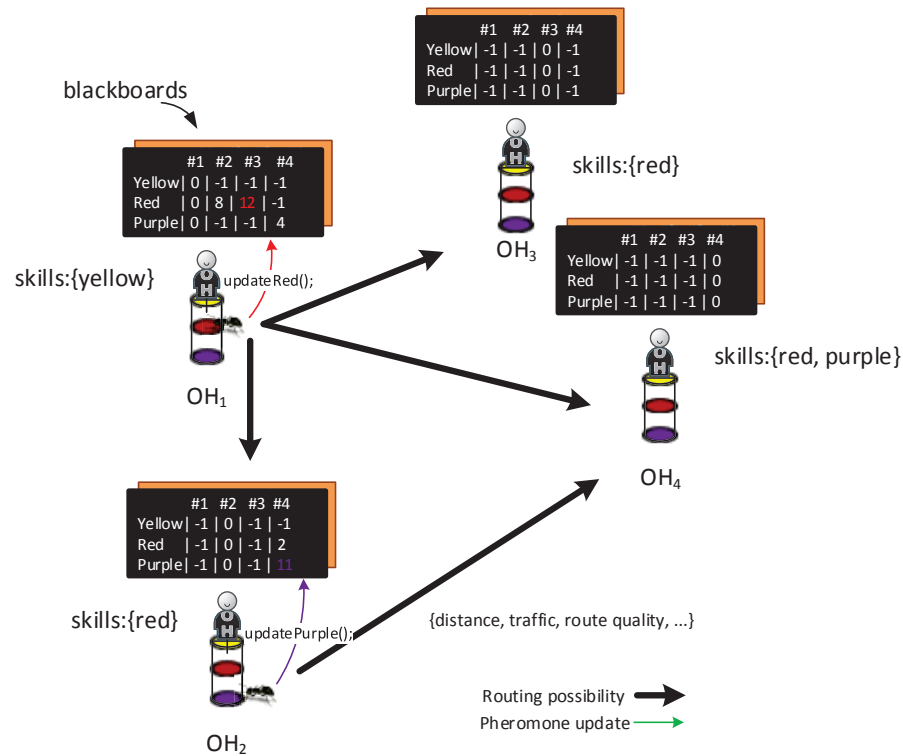 blackboards
#1 #2 #3 #4
Yellow| 0 | -1 | -1 | -1
Red | 0 | 8 | 12 | -1
Purple| 0 | -1 | -1 | 4
skills:{yellow}
OH
updateRed();
OH1
#1 #2 #3 #4
Yellow| -1 | -1 | 0 | -1
Red | -1 | -1 | 0 | -1
Purple| -1 | -1 | 0 | -1
OH
skills:{red}
OH3
#1 #2 #3 #4
Yellow| -1 | -1 | -1 | 0
Red | -1 | -1 | -1 | 0
Purple| -1 | -1 | -1 | 0
OH
skills:{red, purple}
OH4
#1 #2 #3 #4
Yellow| -1 | 0 | -1 | -1
Red | -1 | 0 | -1 | 2
Purple| -1 | 0 | -1 | 11
skills:{red}
OH
updatePurple();
OH2
{distance, traffic, route quality, ...}
Routing possibility
Pheromone update